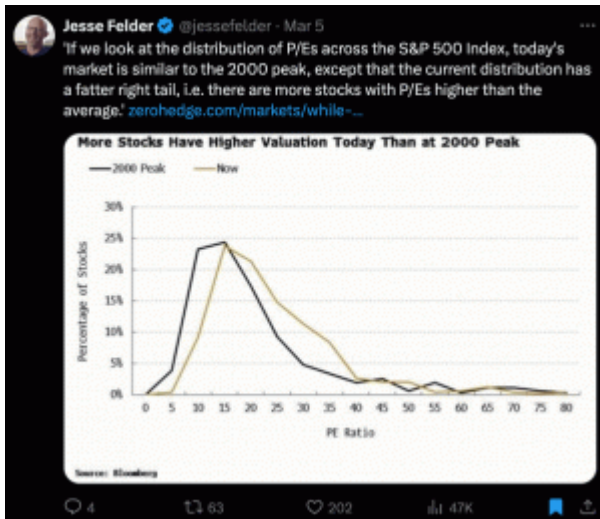 Jesse Felder @jessefelder · Mar 5
'If we look at the distribution of P/Es across the S&P 500 Index, today's
market is similar to the 2000 peak, except that the current distribution has
a fatter right tail, i.e. there are more stocks with P/Es higher than the
average.' zerohedge.com/markets/while-...
More Stocks Have Higher Valuation Today Than at 2000 Peak
2000 Peak Now
30%
25%
20%
15%
10%
5%
0%
Percentage of Stocks
0 5 10 15 20 25 30 35 40 45 50 55 60 65 70 75 80
PE Ratio
Source: Bloomberg
4 63 202 47K